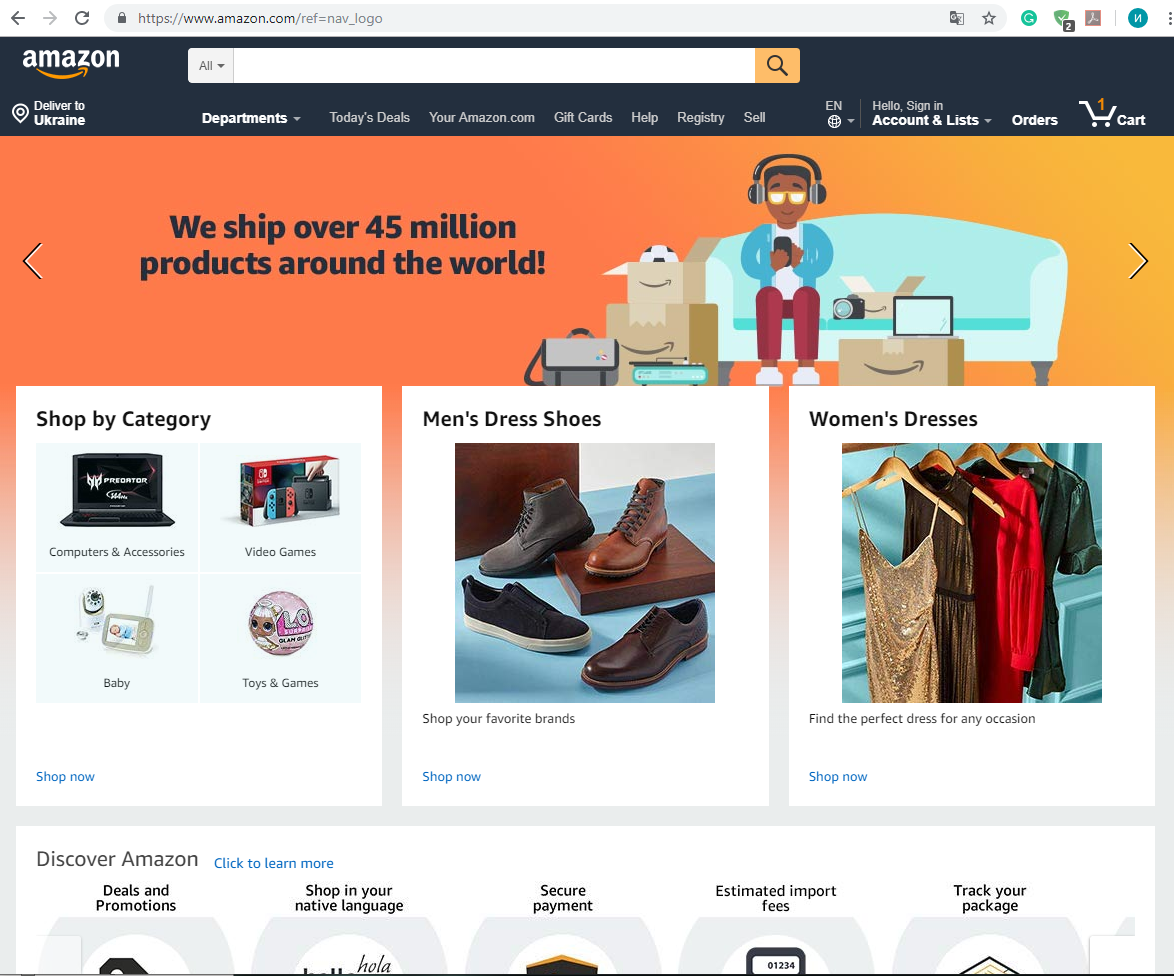 https://www.amazon.com/ref=nav_logo
2
И
amazon
All
Deliver to
Ukraine
Departments
Today's Deals
Your Amazon.com
Gift Cards
Help
Registry
Sell
EN
Hello, Sign in
Account & Lists
Orders
1
Cart
We ship over 45 million
products around the world!
Shop by Category
PREDATOR
Computers & Accessories
Video Games
Baby
Toys & Games
Shop now
Men's Dress Shoes
Shop your favorite brands
Shop now
Women's Dresses
Find the perfect dress for any occasion
Shop now
Discover Amazon
Click to learn more
Deals and
Promotions
Shop in your
native language
Secure
payment
Estimated import
fees
Track your
package
hola
01234